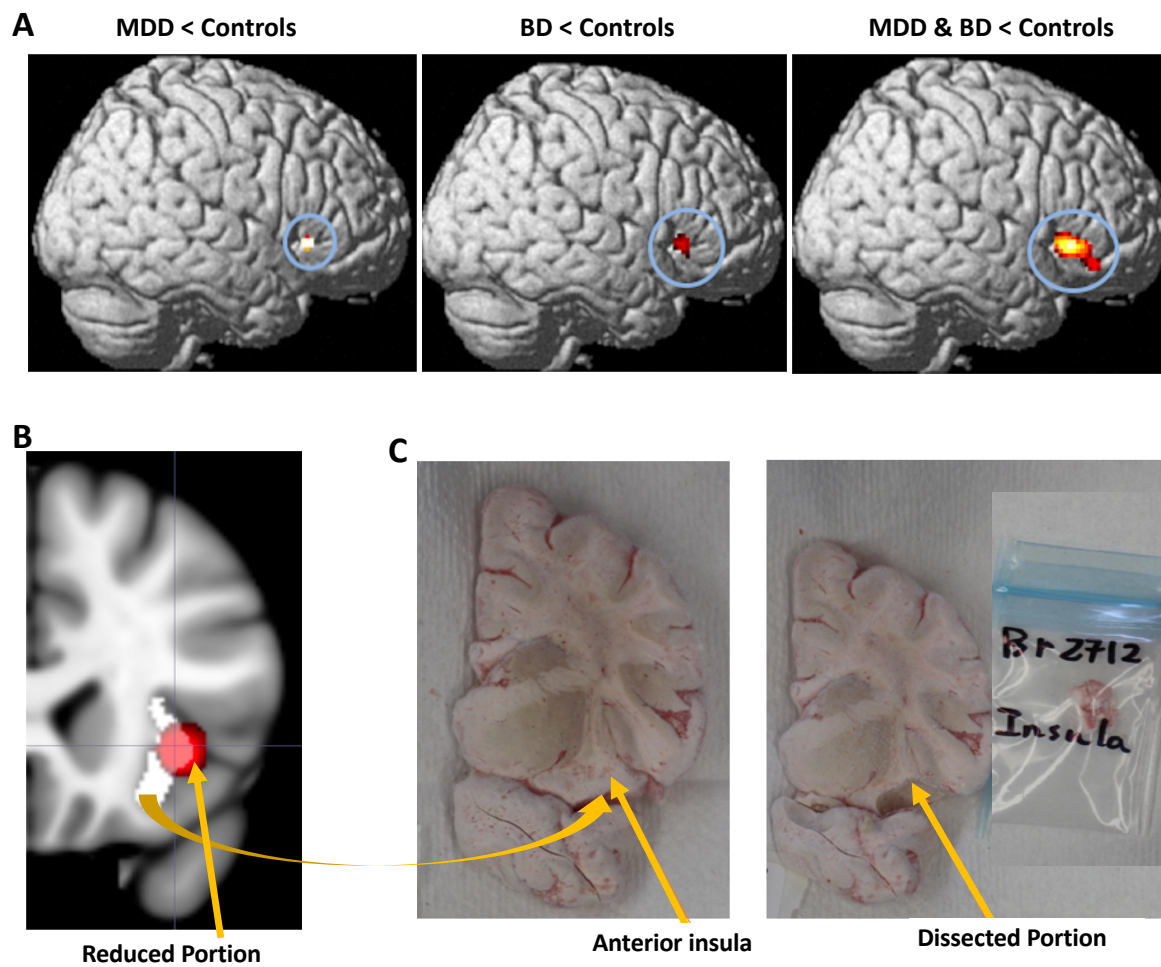 A
MDD < Controls
BD < Controls
MDD & BD < Controls
B
C
Br2712
Insula
Reduced Portion
Anterior insula
Dissected Portion